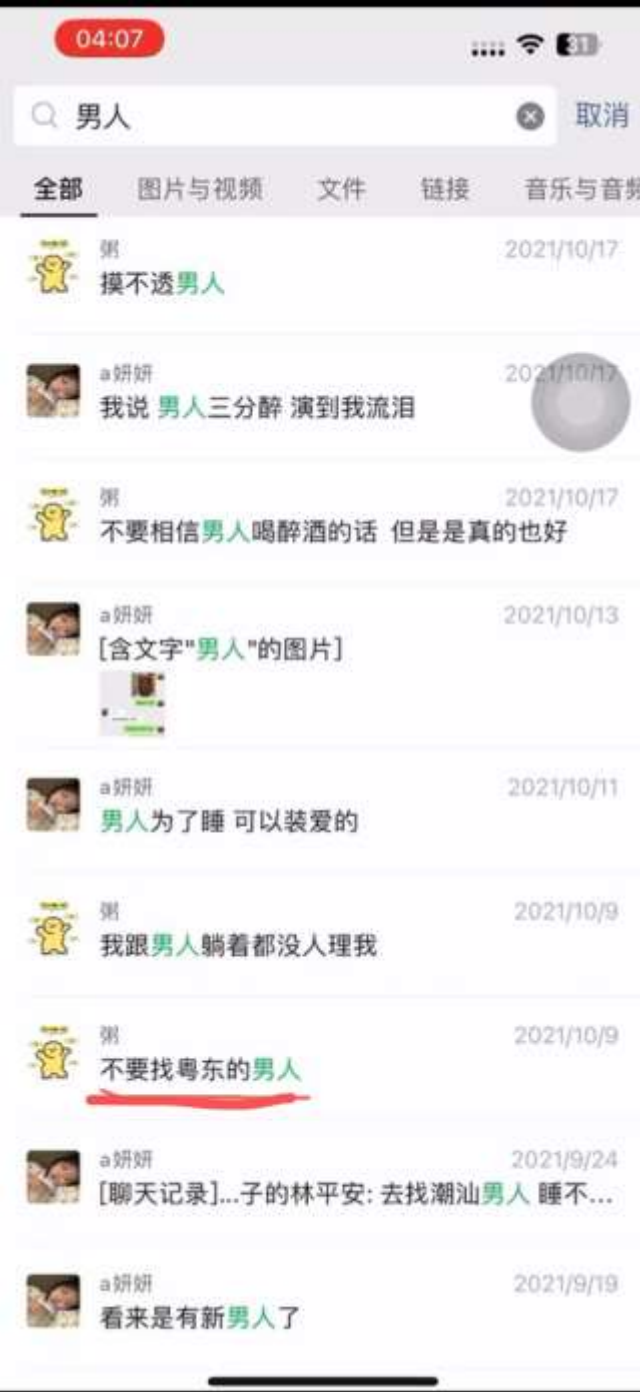 04:07
31
男人
取消
全部 图片与视频 文件 链接 音乐与音频
粥 2021/10/17
摸不透男人
a妍妍 2021/10/17
我说 男人三分醉 演到我流泪
粥 2021/10/17
不要相信男人喝醉酒的话 但是是真的也好
a妍妍 2021/10/13
[含文字"男人"的图片]
a妍妍 2021/10/11
男人为了睡 可以装爱的
粥 2021/10/9
我跟男人躺着都没人理我
粥 2021/10/9
不要找粤东的男人
a妍妍 2021/9/24
[聊天记录]...子的林平安: 去找潮汕男人 睡不...
a妍妍 2021/9/19
看来是有新男人了